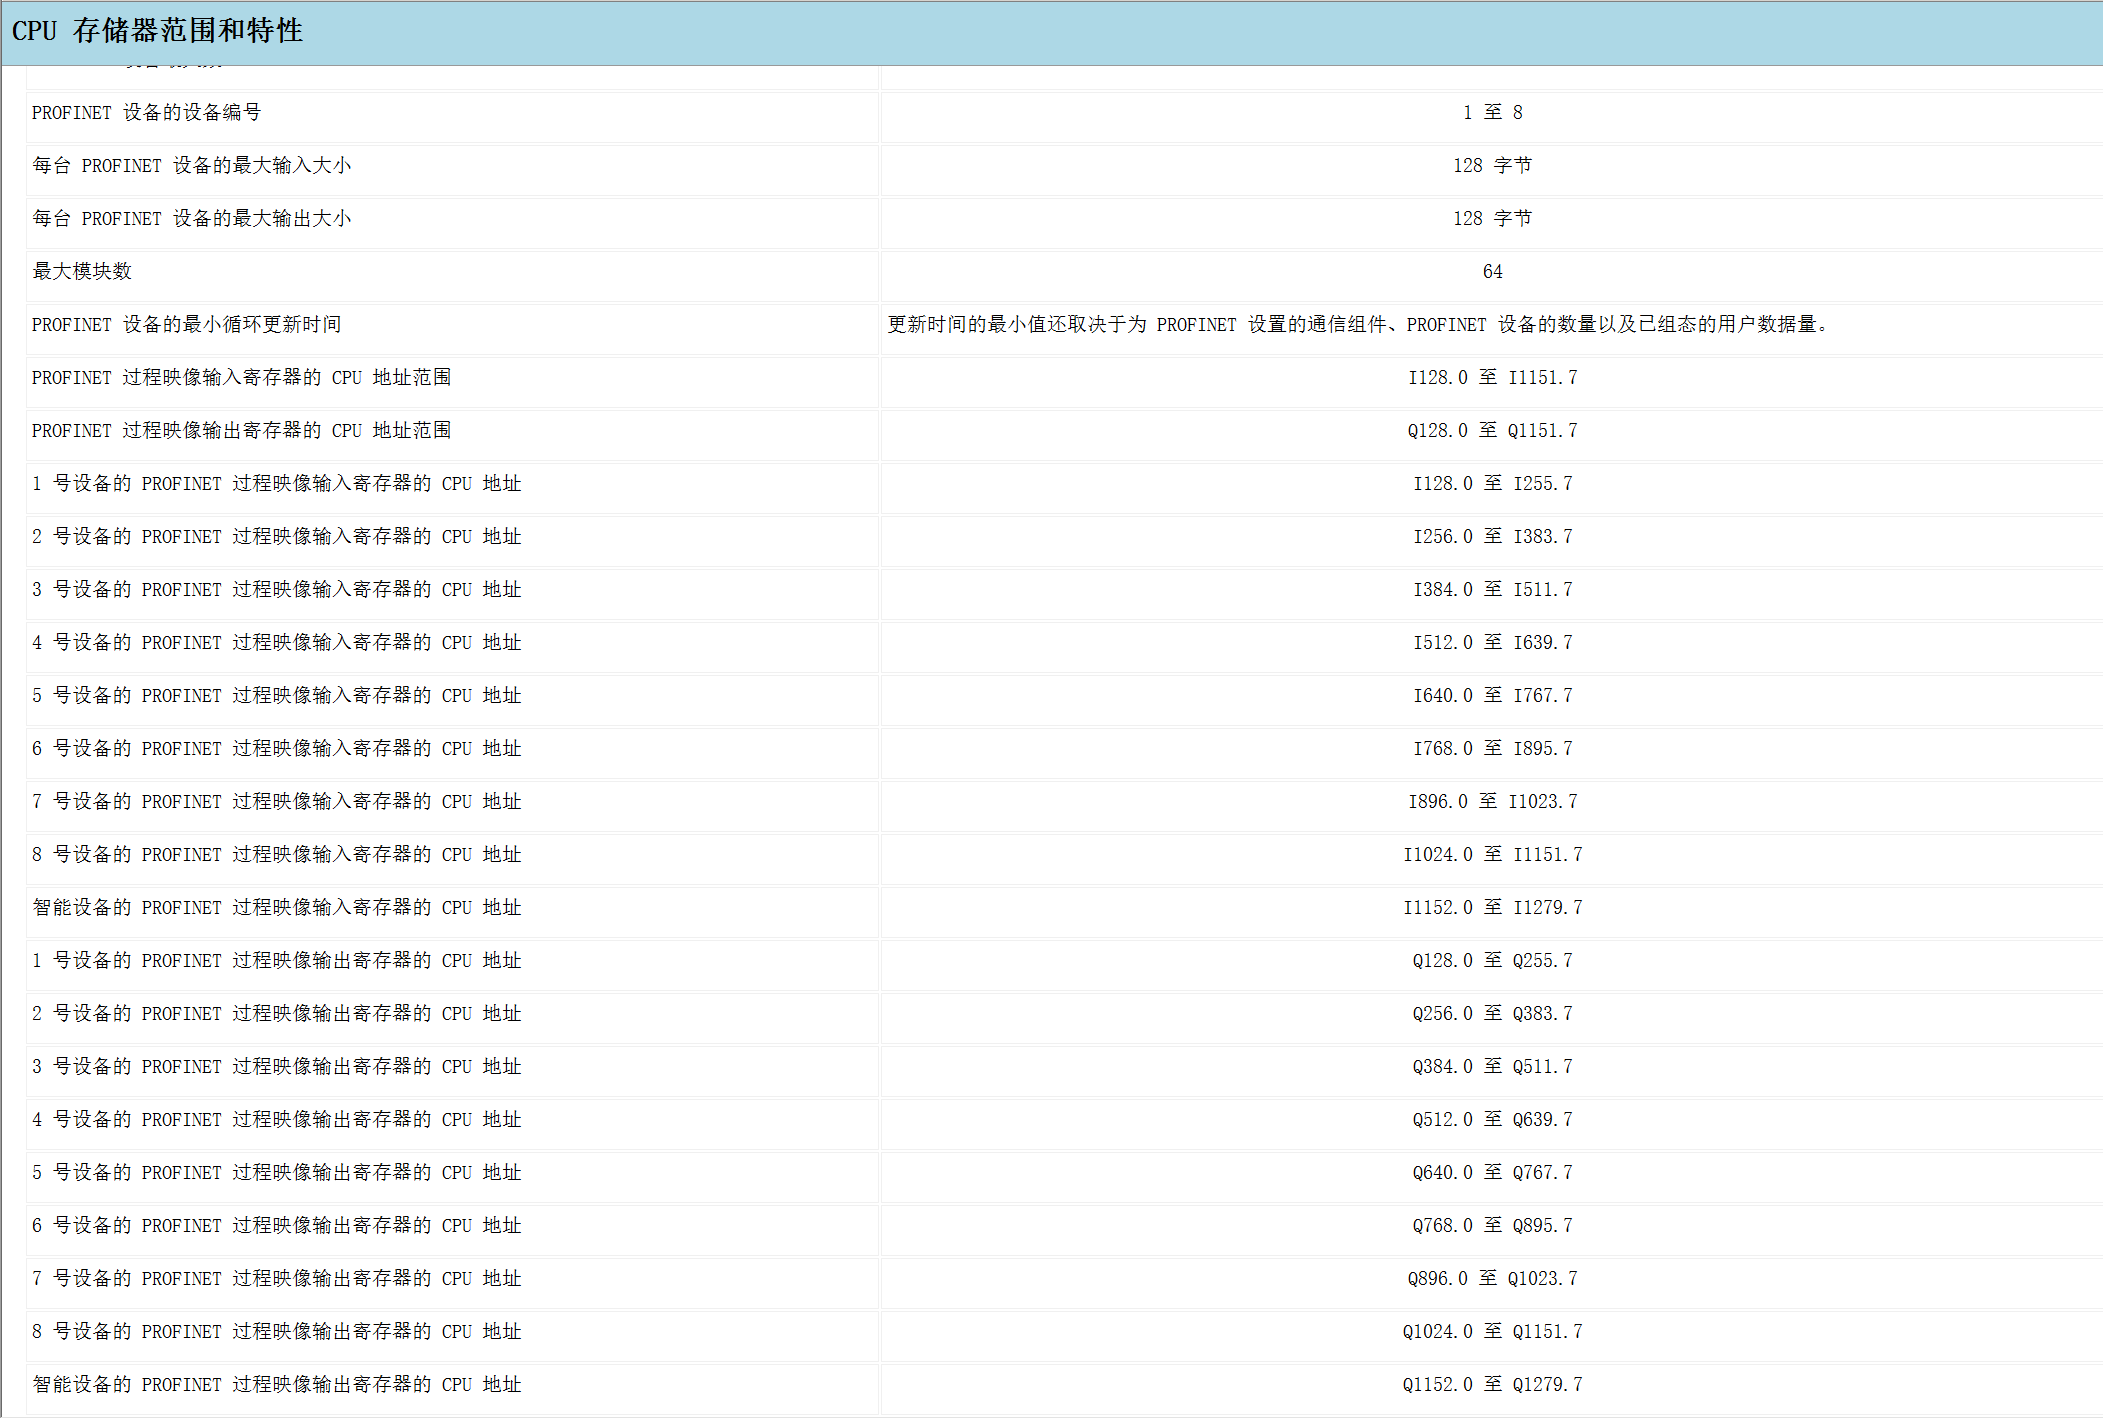 CPU 存储器范围和特性
PROFINET 设备的设备编号 1 至 8
每台 PROFINET 设备的最大输入大小 128 字节
每台 PROFINET 设备的最大输出大小 128 字节
最大模块数 64
PROFINET 设备的最小循环更新时间 更新时间的最小值还取决于为 PROFINET 设置的通信组件、PROFINET 设备的数量以及已组态的用户数据量。
PROFINET 过程映像输入寄存器的 CPU 地址范围 I128.0 至 I1151.7
PROFINET 过程映像输出寄存器的 CPU 地址范围 Q128.0 至 Q1151.7
1 号设备的 PROFINET 过程映像输入寄存器的 CPU 地址 I128.0 至 I255.7
2 号设备的 PROFINET 过程映像输入寄存器的 CPU 地址 I256.0 至 I383.7
3 号设备的 PROFINET 过程映像输入寄存器的 CPU 地址 I384.0 至 I511.7
4 号设备的 PROFINET 过程映像输入寄存器的 CPU 地址 I512.0 至 I639.7
5 号设备的 PROFINET 过程映像输入寄存器的 CPU 地址 I640.0 至 I767.7
6 号设备的 PROFINET 过程映像输入寄存器的 CPU 地址 I768.0 至 I895.7
7 号设备的 PROFINET 过程映像输入寄存器的 CPU 地址 I896.0 至 I1023.7
8 号设备的 PROFINET 过程映像输入寄存器的 CPU 地址 I1024.0 至 I1151.7
智能设备的 PROFINET 过程映像输入寄存器的 CPU 地址 I1152.0 至 I1279.7
1 号设备的 PROFINET 过程映像输出寄存器的 CPU 地址 Q128.0 至 Q255.7
2 号设备的 PROFINET 过程映像输出寄存器的 CPU 地址 Q256.0 至 Q383.7
3 号设备的 PROFINET 过程映像输出寄存器的 CPU 地址 Q384.0 至 Q511.7
4 号设备的 PROFINET 过程映像输出寄存器的 CPU 地址 Q512.0 至 Q639.7
5 号设备的 PROFINET 过程映像输出寄存器的 CPU 地址 Q640.0 至 Q767.7
6 号设备的 PROFINET 过程映像输出寄存器的 CPU 地址 Q768.0 至 Q895.7
7 号设备的 PROFINET 过程映像输出寄存器的 CPU 地址 Q896.0 至 Q1023.7
8 号设备的 PROFINET 过程映像输出寄存器的 CPU 地址 Q1024.0 至 Q1151.7
智能设备的 PROFINET 过程映像输出寄存器的 CPU 地址 Q1152.0 至 Q1279.7